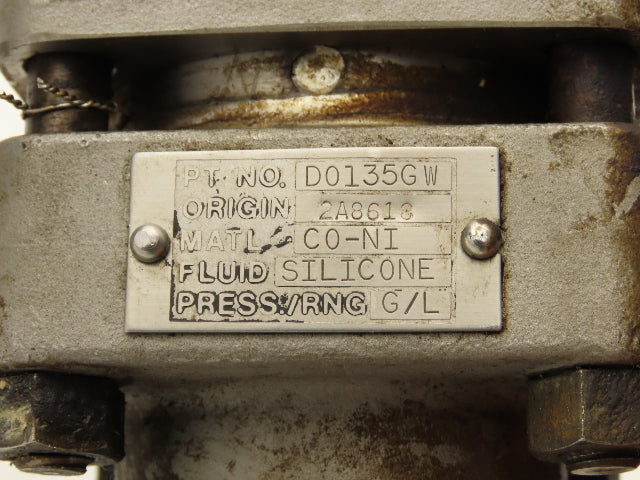 PT. NO. D0135GW
ORIGIN 2A8618
MATL. CO-NI
FLUID SILICONE
PRESS./RNG G/L